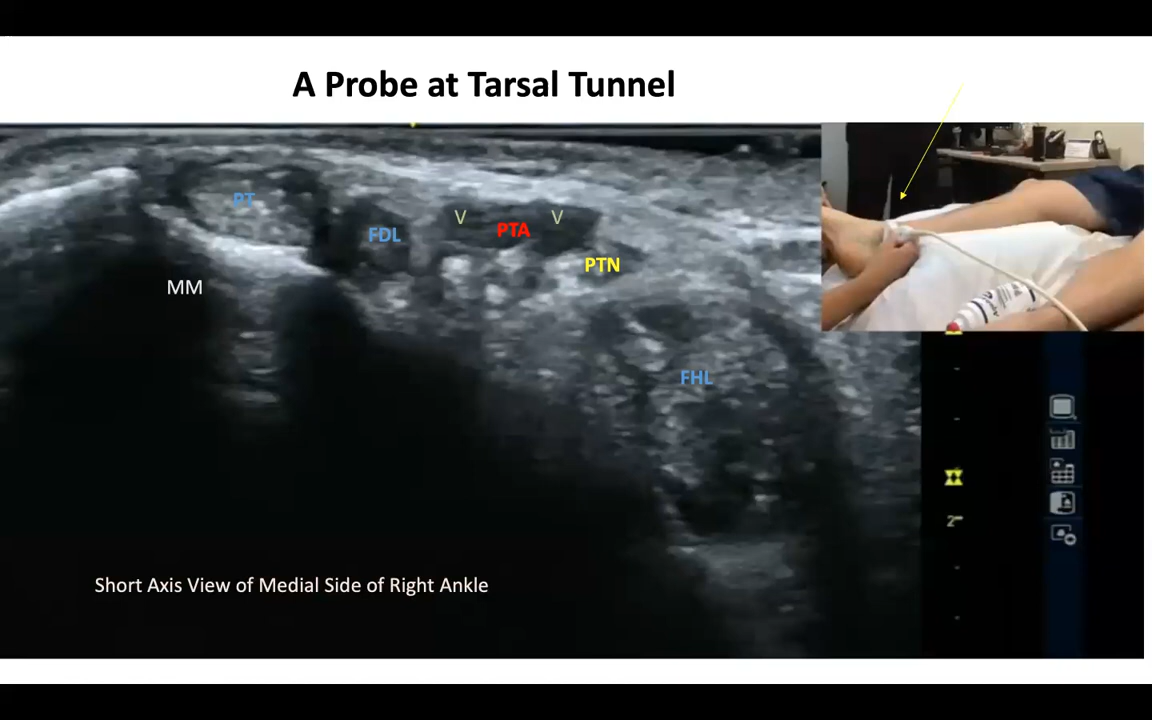 A Probe at Tarsal Tunnel
PT
FDL
V
PTA
V
PTN
MM
FHL
2
Short Axis View of Medial Side of Right Ankle